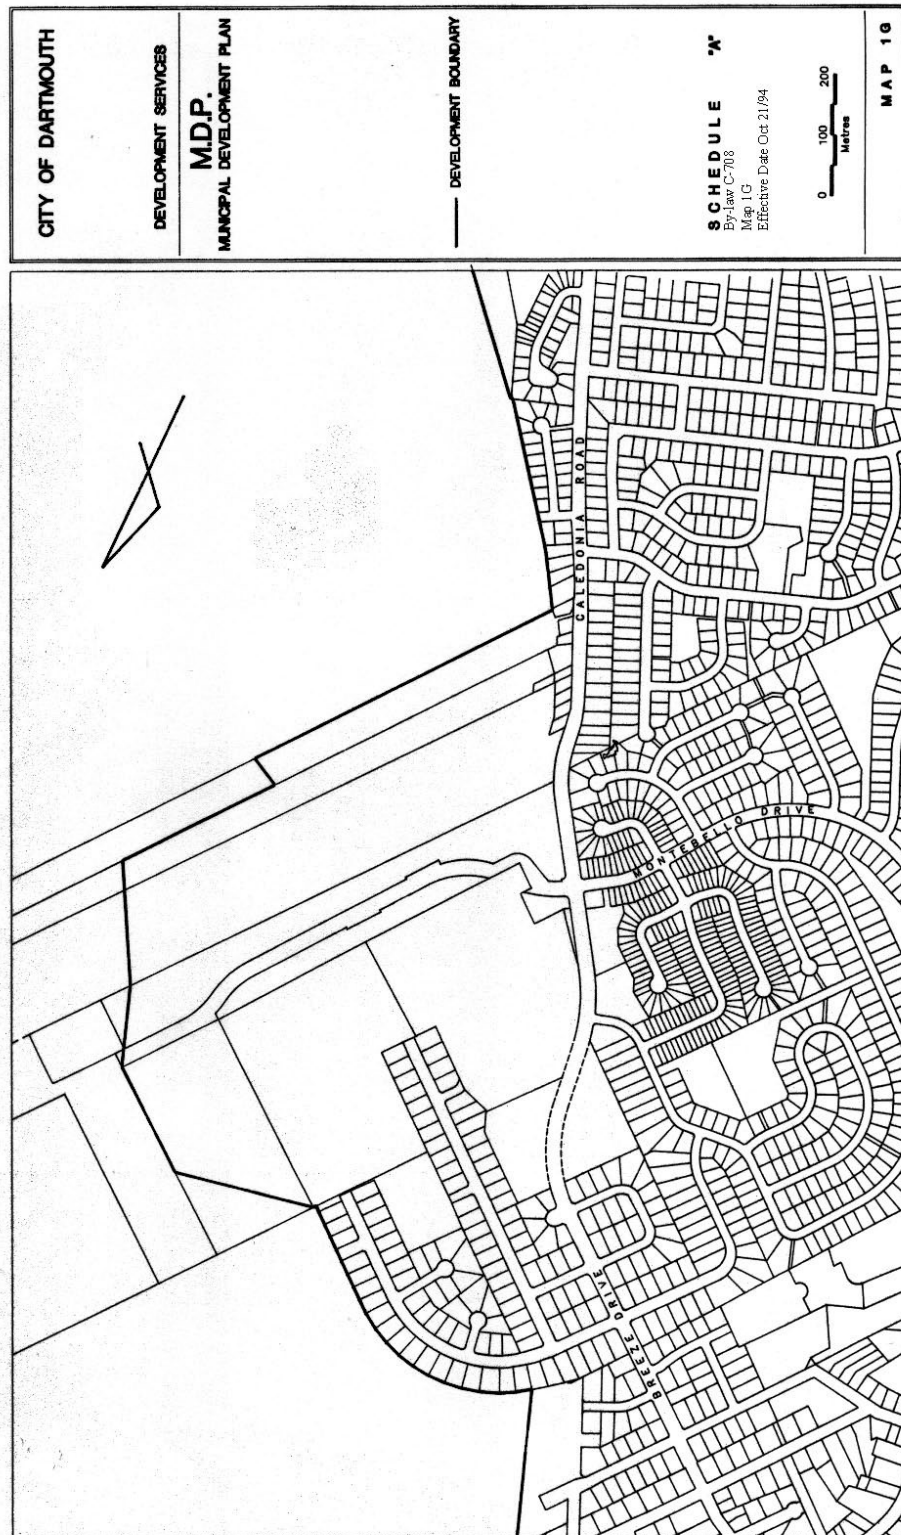 CITY OF DARTMOUTH
DEVELOPMENT SERVICES
M.D.P.
MUNICIPAL DEVELOPMENT PLAN
DEVELOPMENT BOUNDARY
SCHEDULE "A"
By-law C-708
Map 1G
Effective Date Oct 21/94
0 100 200
Metres
MAP 1G
CALEDONIA ROAD
MONTEBELLO DRIVE
BREEZE DRIVE